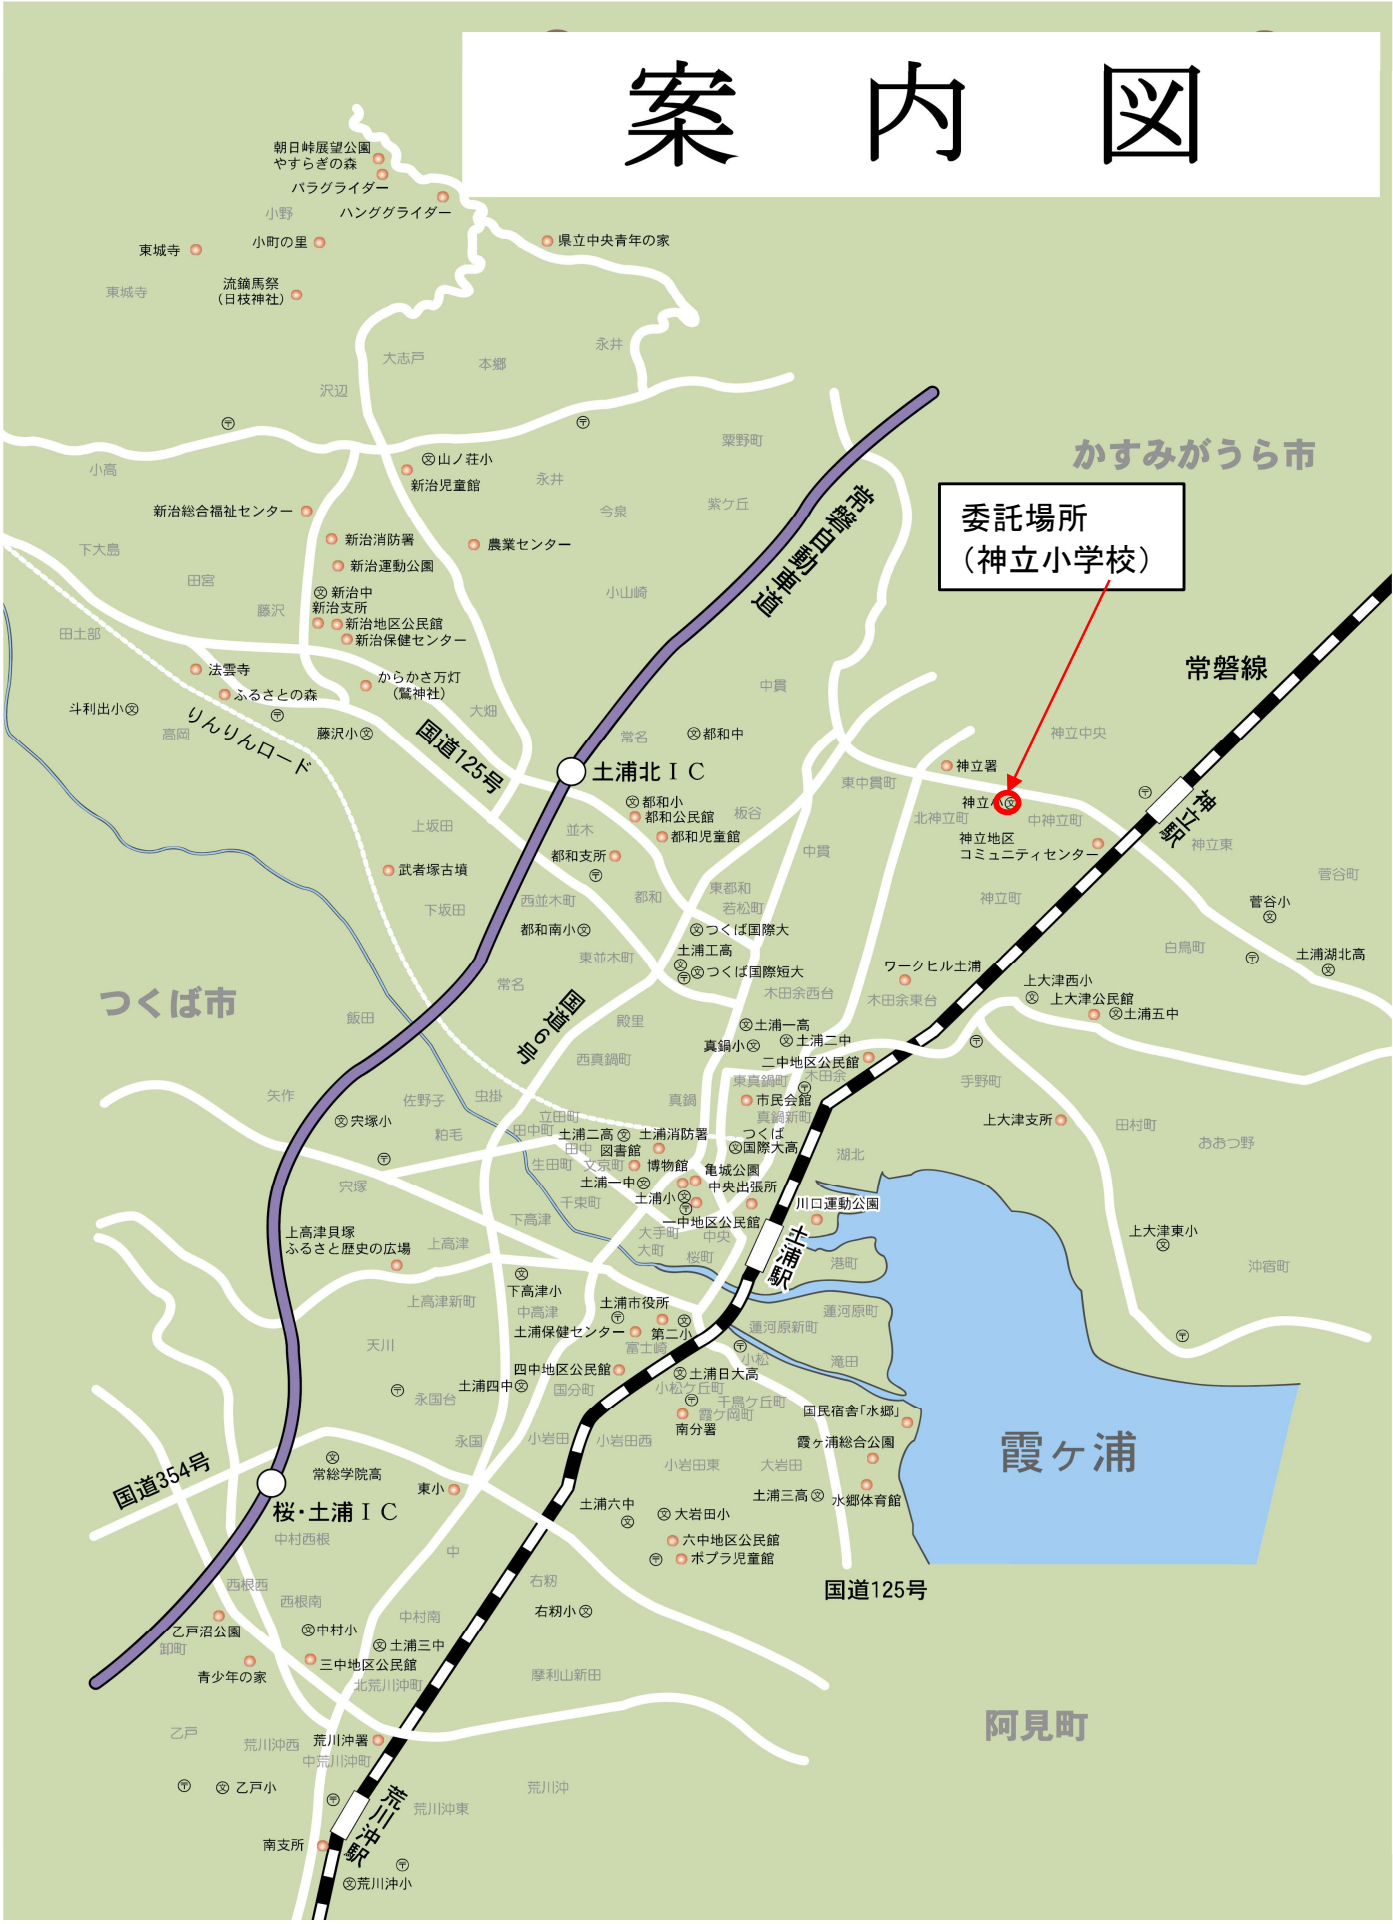 案内図
朝日峠展望公園
やすらぎの森
パラグライダー
ハンググライダー
小野
小町の里
東城寺
県立中央青年の家
流鏑馬祭
（日枝神社）
東城寺
大志戸
本郷
永井
沢辺
粟野町
かすみがうら市
小高
山ノ荘小
新治児童館
永井
今泉
紫ケ丘
新治総合福祉センター
常磐自動車道
委託場所
（神立小学校）
新治消防署
農業センター
下大島
新治運動公園
田宮
新治中
小山崎
藤沢
新治支所
新治地区公民館
新治保健センター
田土部
法雲寺
からかさ万灯
（鷲神社）
ふるさとの森
中貫
常磐線
斗利出小
りんりんロード
大畑
高岡
藤沢小
国道125号
常名
都和中
神立中央
土浦北ＩＣ
東中貫町
神立署
神立小
都和小
都和公民館
板谷
北神立町
中神立町
神立駅
上坂田
並木
都和児童館
神立地区
コミュニティセンター
神立東
都和支所
中貫
武者塚古墳
菅谷町
東都和
都和
西並木町
若松町
神立町
菅谷小
下坂田
都和南小
つくば国際大
土浦工高
つくば国際短大
東並木町
白鳥町
土浦湖北高
ワークヒル土浦
常名
木田余西台
木田余東台
上大津西小
上大津公民館
土浦五中
つくば市
国道6号
飯田
殿里
土浦一高
真鍋小
土浦二中
西真鍋町
二中地区公民館
木田余
東真鍋町
手野町
矢作
佐野子
虫掛
真鍋
市民会館
真鍋新町
宍塚小
立田町
田中町
上大津支所
田村町
粕毛
土浦二高
土浦消防署
つくば
国際大高
おおつ野
田中
図書館
湖北
生田町
文京町
博物館
亀城公園
宍塚
土浦一中
中央出張所
千束町
土浦小
川口運動公園
下高津
一中地区公民館
上高津貝塚
ふるさと歴史の広場
大手町
中央
土浦駅
上大津東小
上高津
大町
桜町
港町
沖宿町
下高津小
上高津新町
中高津
土浦市役所
蓮河原町
土浦保健センター
第二小
蓮河原新町
天川
富士崎
小松
滝田
四中地区公民館
土浦日大高
土浦四中
国分町
小松ケ丘町
永国台
千鳥ケ丘町
霞ケ岡町
国民宿舎「水郷」
南分署
永国
小岩田
小岩田西
霞ヶ浦総合公園
霞ヶ浦
国道354号
常総学院高
小岩田東
大岩田
東小
土浦三高
水郷体育館
桜・土浦ＩＣ
土浦六中
大岩田小
中村西根
六中地区公民館
中
ポプラ児童館
右籾
国道125号
西根西
西根南
右籾小
中村南
乙戸沼公園
中村小
卸町
土浦三中
三中地区公民館
青少年の家
摩利山新田
北荒川沖町
阿見町
乙戸
荒川沖西
荒川沖署
中荒川沖町
乙戸小
荒川沖
荒川沖東
荒川沖駅
南支所
荒川沖小